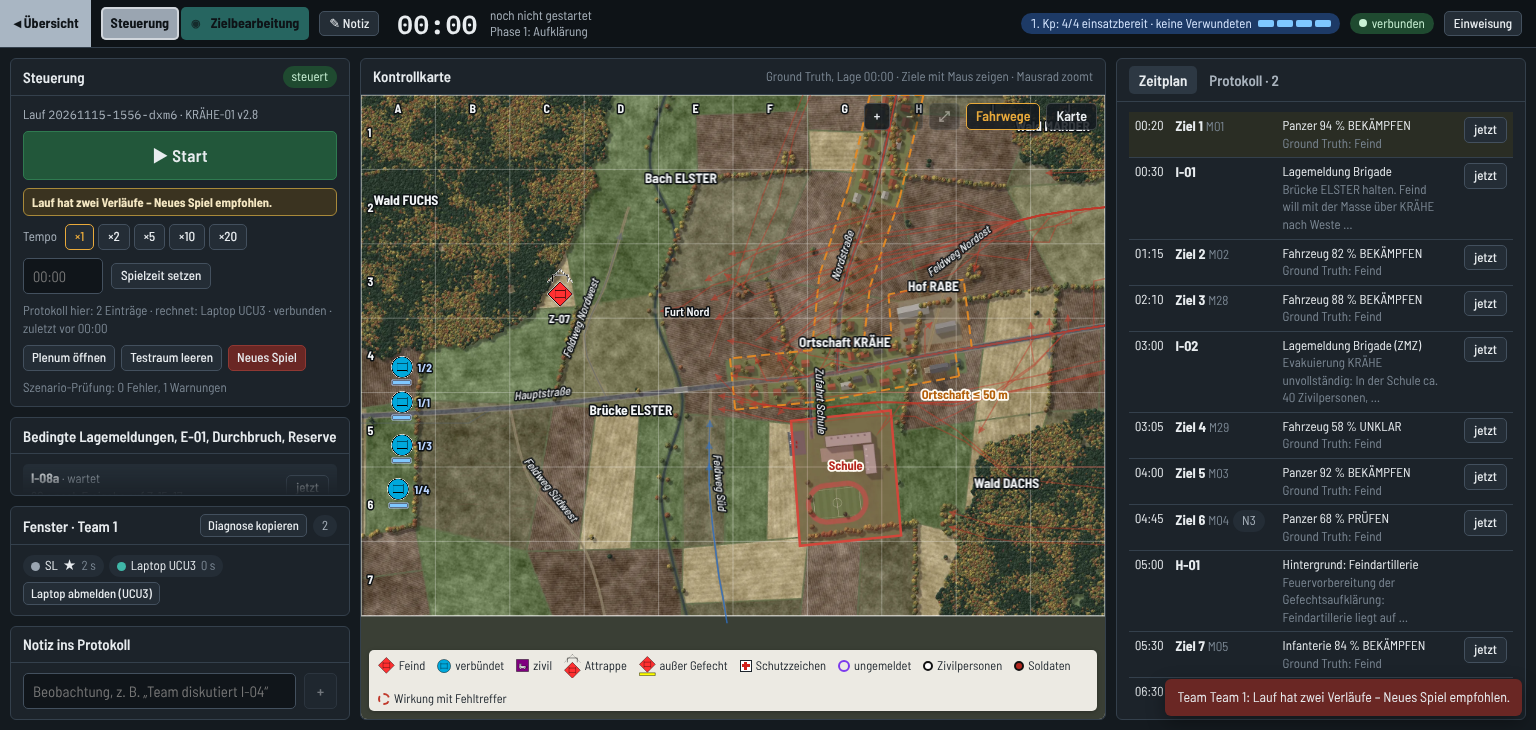 ◂ Übersicht
Steuerung
Zielbearbeitung
✎ Notiz
00:00
noch nicht gestartet
Phase 1: Aufklärung
1. Kp: 4/4 einsatzbereit · keine Verwundeten
verbunden
Einweisung
Steuerung
steuert
Lauf 20261115-1556-dxm6 · KRÄHE-01 v2.8
▶ Start
Lauf hat zwei Verläufe – Neues Spiel empfohlen.
Tempo
×1
×2
×5
×10
×20
00:00
Spielzeit setzen
Protokoll hier: 2 Einträge · rechnet: Laptop UCU3 · verbunden ·
zuletzt vor 00:00
Plenum öffnen
Testraum leeren
Neues Spiel
Szenario-Prüfung: 0 Fehler, 1 Warnungen
Bedingte Lagemeldungen, E-01, Durchbruch, Reserve
I-08a · wartet
jetzt
Fenster · Team 1
Diagnose kopieren
2
SL ★ 2 s
Laptop UCU3 0 s
Laptop abmelden (UCU3)
Notiz ins Protokoll
Beobachtung, z. B. „Team diskutiert I-04“
+
Kontrollkarte
Ground Truth, Lage 00:00 · Ziele mit Maus zeigen · Mausrad zoomt
A
B
C
D
E
F
G
H
+
−
⤢
Fahrwege
Karte
Wald MARDER
1
2
3
4
5
6
7
Bach ELSTER
Wald FUCHS
Nordstraße
Feldweg Nordost
Hof RABE
Z-07
Feldweg Nordwest
Furt Nord
Ortschaft KRÄHE
1/2
1/1
1/3
1/4
Hauptstraße
Brücke ELSTER
Zufahrt Schule
Ortschaft ≤ 50 m
Schule
Feldweg Südwest
Feldweg Süd
Wald DACHS
Feind
verbündet
zivil
Attrappe
außer Gefecht
Schutzzeichen
ungemeldet
Zivilpersonen
Soldaten
Wirkung mit Fehltreffer
Zeitplan
Protokoll · 2
00:20 Ziel 1 M01 Panzer 94 % BEKÄMPFEN jetzt
Ground Truth: Feind
00:30 I-01 Lagemeldung Brigade jetzt
Brücke ELSTER halten. Feind
will mit der Masse über KRÄHE
nach Weste ...
01:15 Ziel 2 M02 Fahrzeug 82 % BEKÄMPFEN jetzt
Ground Truth: Feind
02:10 Ziel 3 M28 Fahrzeug 88 % BEKÄMPFEN jetzt
Ground Truth: Feind
03:00 I-02 Lagemeldung Brigade (ZMZ) jetzt
Evakuierung KRÄHE
unvollständig: In der Schule ca.
40 Zivilpersonen, ...
03:05 Ziel 4 M29 Fahrzeug 58 % UNKLAR jetzt
Ground Truth: Feind
04:00 Ziel 5 M03 Panzer 92 % BEKÄMPFEN jetzt
Ground Truth: Feind
04:45 Ziel 6 M04 N3 Panzer 68 % PRÜFEN jetzt
Ground Truth: Feind
05:00 H-01 Hintergrund: Feindartillerie
Feuervorbereitung der
Gefechtsaufklärung:
Feindartillerie liegt auf ...
05:30 Ziel 7 M05 Infanterie 84 % BEKÄMPFEN jetzt
Ground Truth: Feind
06:30
Team Team 1: Lauf hat zwei Verläufe – Neues Spiel empfohlen.